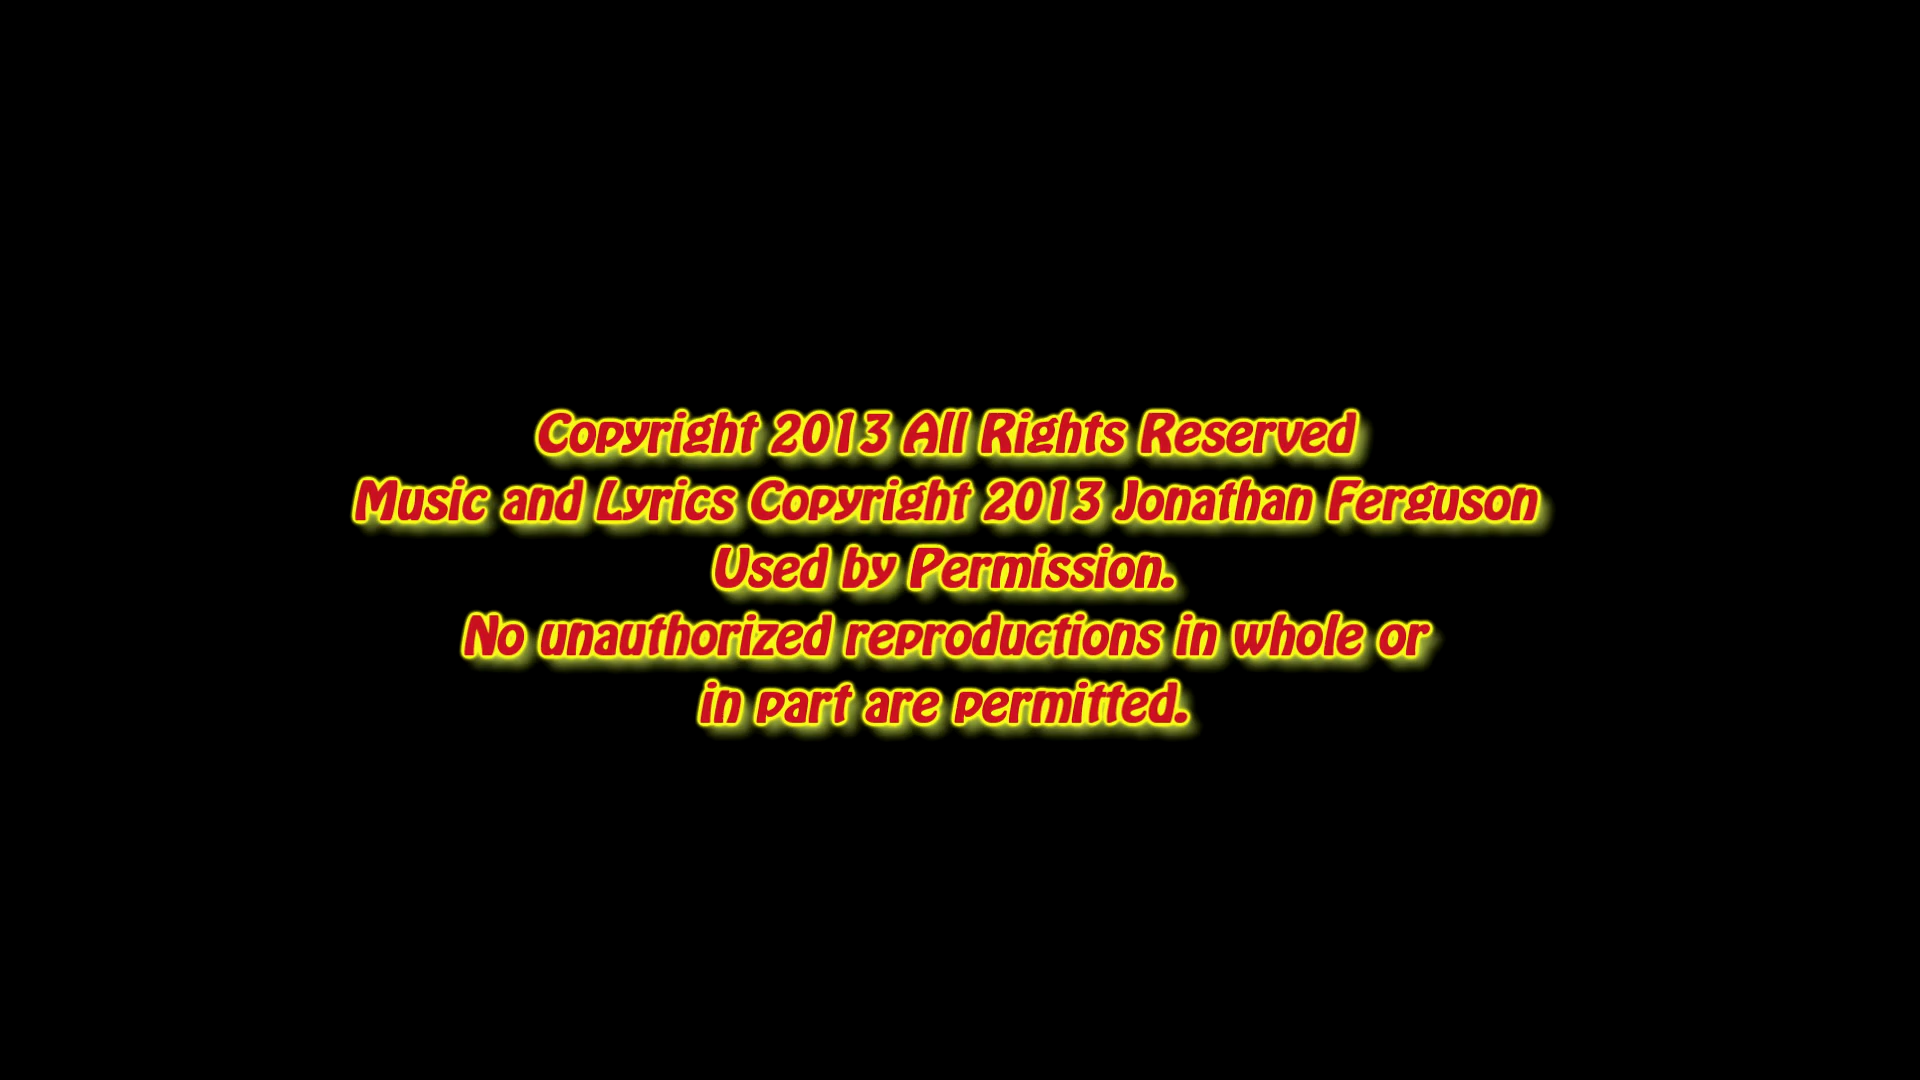 Copyright 2013 All Rights Reserved
Music and Lyrics Copyright 2013 Jonathan Ferguson
Used by Permission.
No unauthorized reproductions in whole or
in part are permitted.